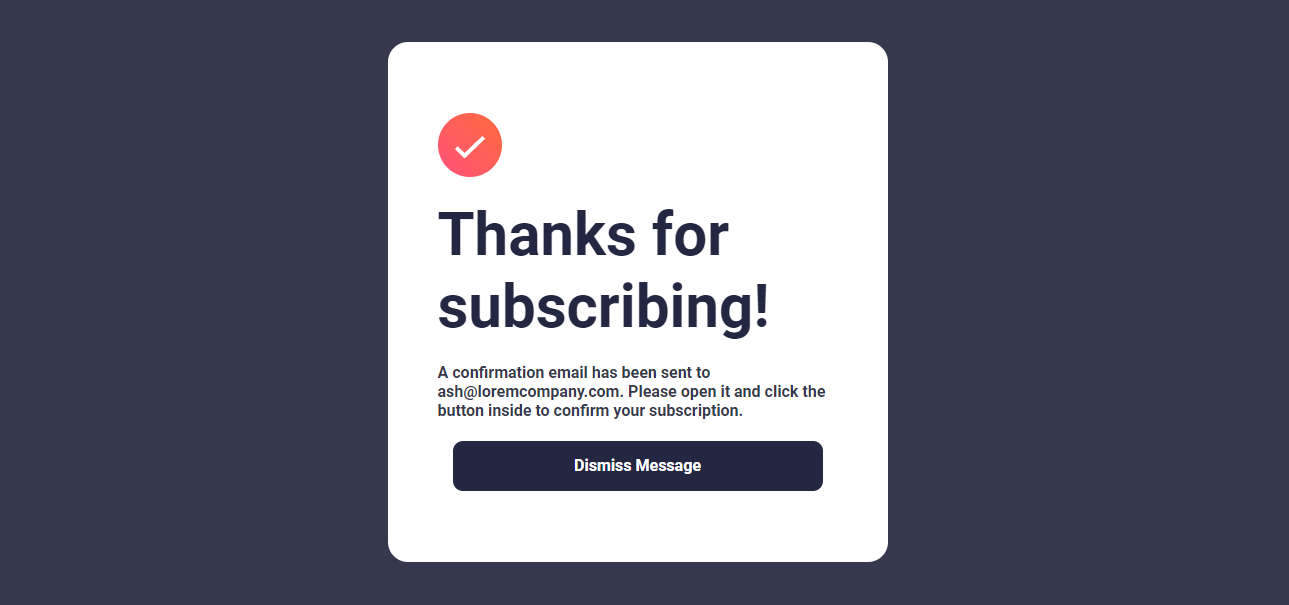 Thanks for
subscribing!
A confirmation email has been sent to
ash@loremcompany.com. Please open it and click the
button inside to confirm your subscription.
Dismiss Message